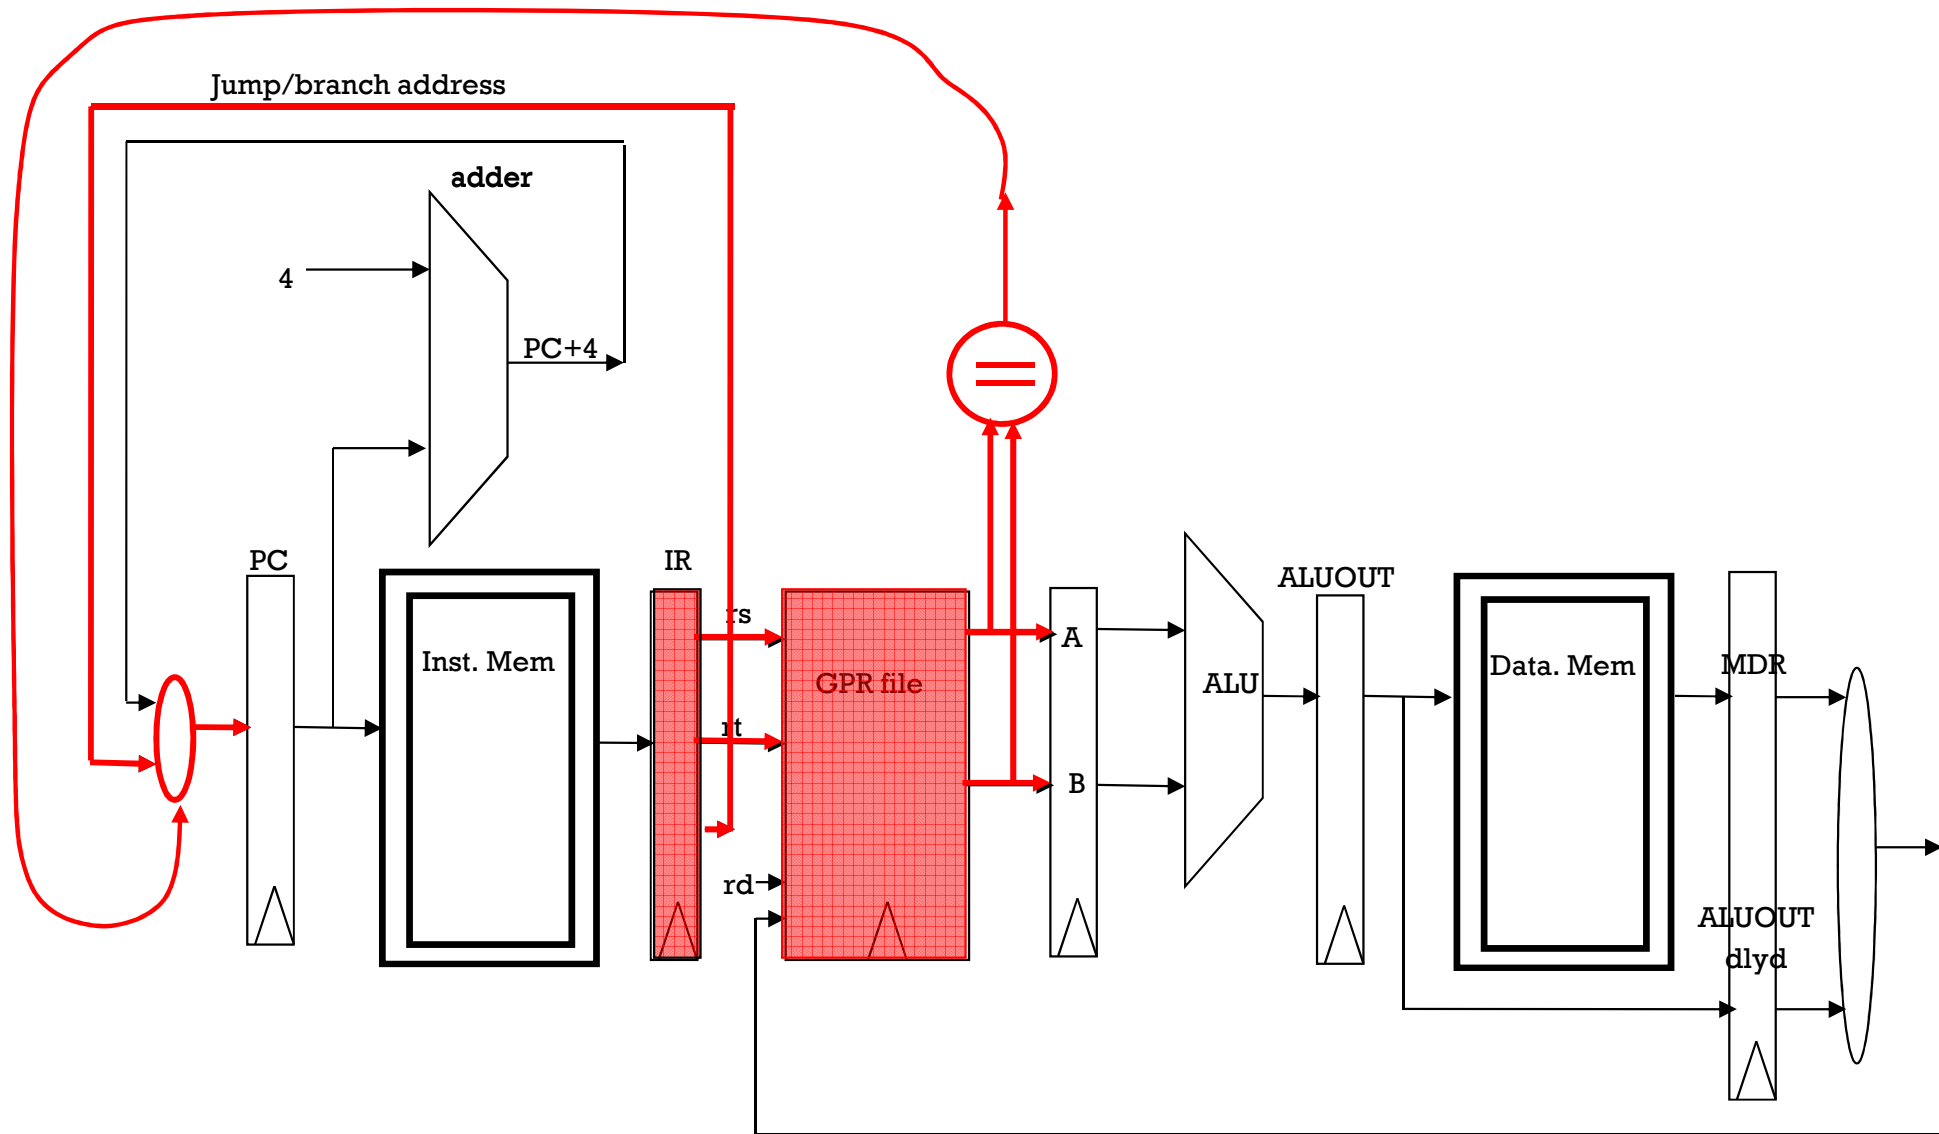 Jump/branch address
adder
4
PC+4
PC
IR
ALUOUT
rs
A
Inst. Mem
GPR file
ALU
Data. Mem
MDR
rt
B
rd
ALUOUT
dlyd